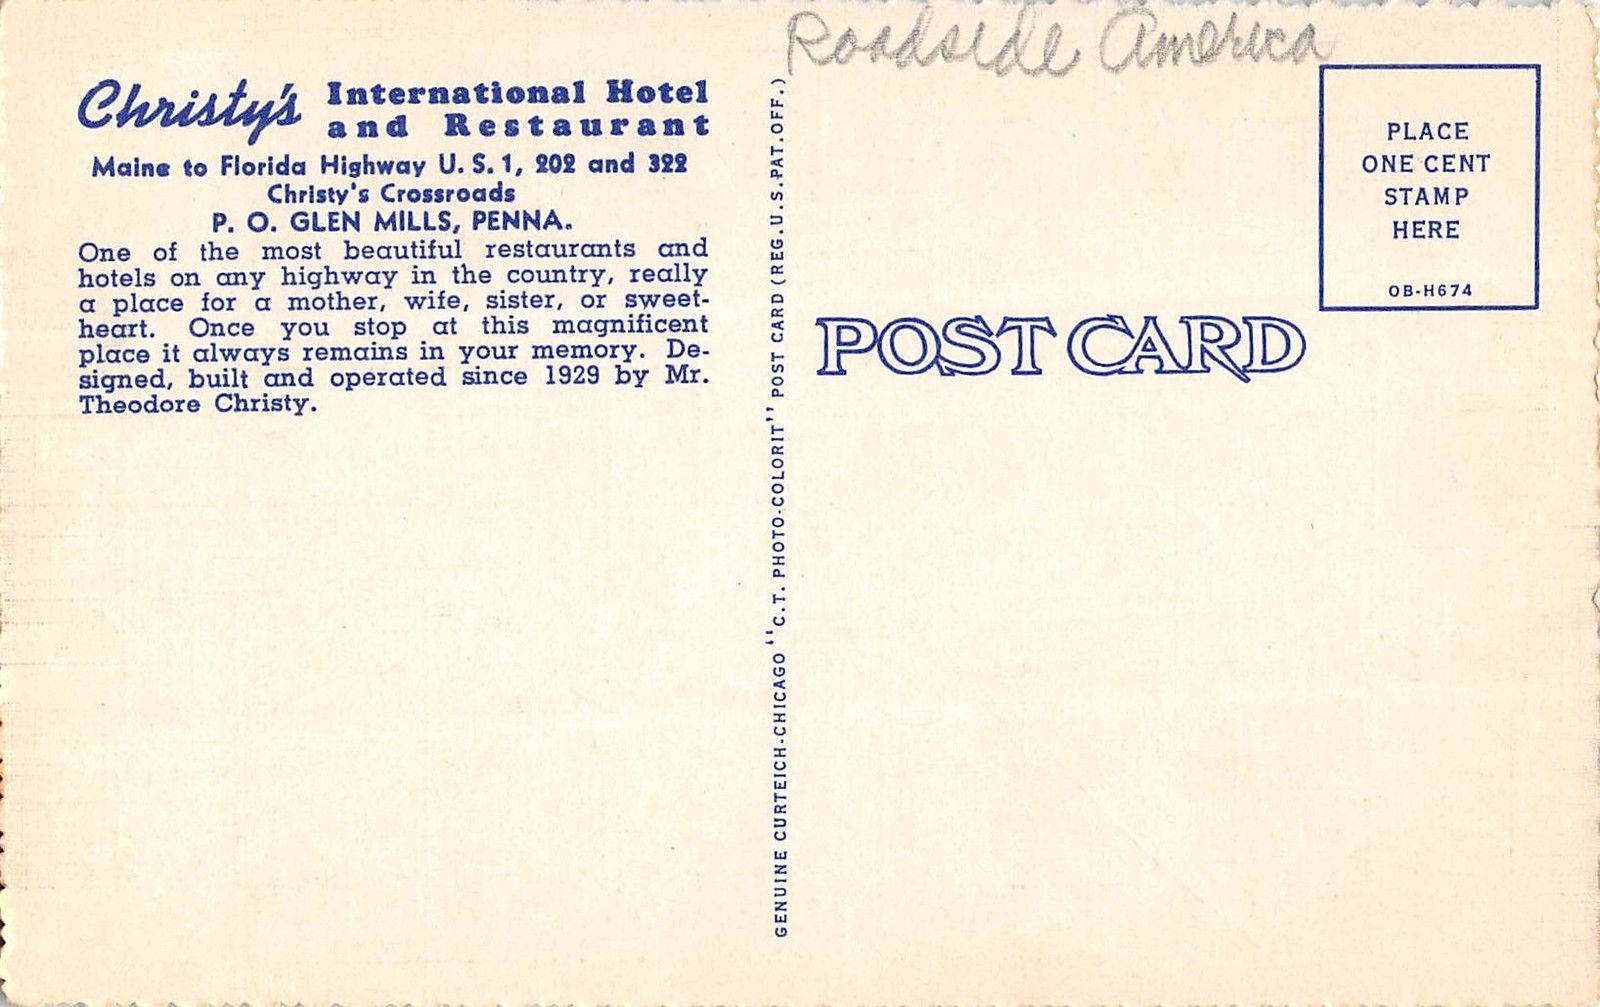 Roadside America
Christy's International Hotel
and Restaurant
Maine to Florida Highway U. S. 1, 202 and 322
Christy's Crossroads
P. O. GLEN MILLS, PENNA.
One of the most beautiful restaurants and
hotels on any highway in the country, really
a place for a mother, wife, sister, or sweet-
heart. Once you stop at this magnificent
place it always remains in your memory. De-
signed, built and operated since 1929 by Mr.
Theodore Christy.
GENUINE CURTEICH-CHICAGO "C.T. PHOTO-COLORIT" POST CARD (REG. U.S. PAT. OFF.)
POST CARD
PLACE
ONE CENT
STAMP
HERE
OB-H674